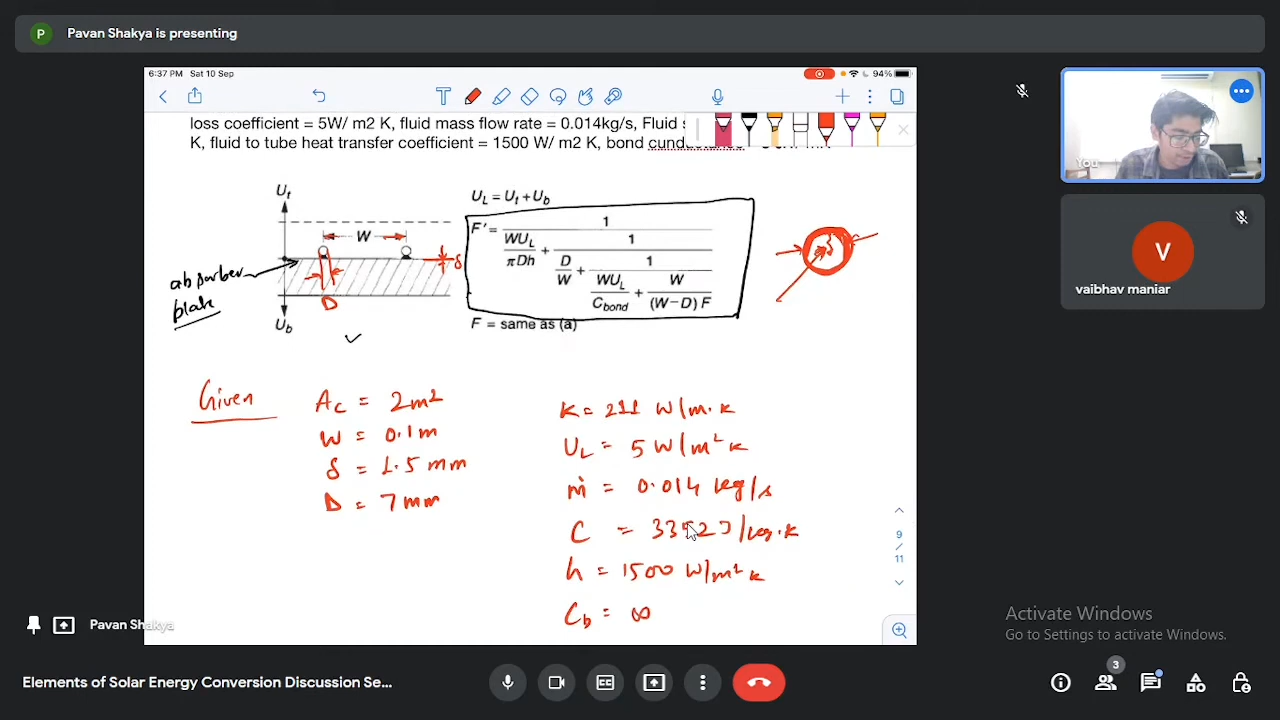 P Pavan Shakya is presenting
6:37 PM Sat 10 Sep
94%
loss coefficient = 5W/ m2 K, fluid mass flow rate = 0.014kg/s, Fluid s
K, fluid to tube heat transfer coefficient = 1500 W/ m2 K, bond
You
Ut
UL = Ut + Ub
W
F' = 1 / (WUL/πDh + 1 / (D/W + 1 / (WUL/Cbond + W/(W−D) F)))
δ
absorber
plate
D
Ub
F = same as (a)
V
vaibhav maniar
Given
Ac = 2m²
W = 0.1m
δ = 1.5 mm
D = 7mm
K = 211 W/m.K
UL = 5 W/m² K
ṁ = 0.014 kg/s
C = 3352 J/kg.K
h = 1500 W/m² K
Cb = ∞
9
/
11
Pavan Shakya
Activate Windows
Go to Settings to activate Windows.
Elements of Solar Energy Conversion Discussion Se...
CC
3